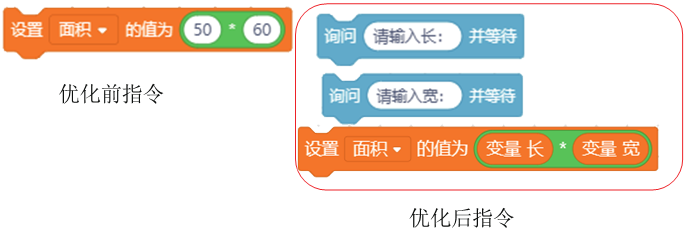 设置 面积 的值为 50 * 60
优化前指令
询问 请输入长: 并等待
询问 请输入宽: 并等待
设置 面积 的值为 变量 长 * 变量 宽
优化后指令